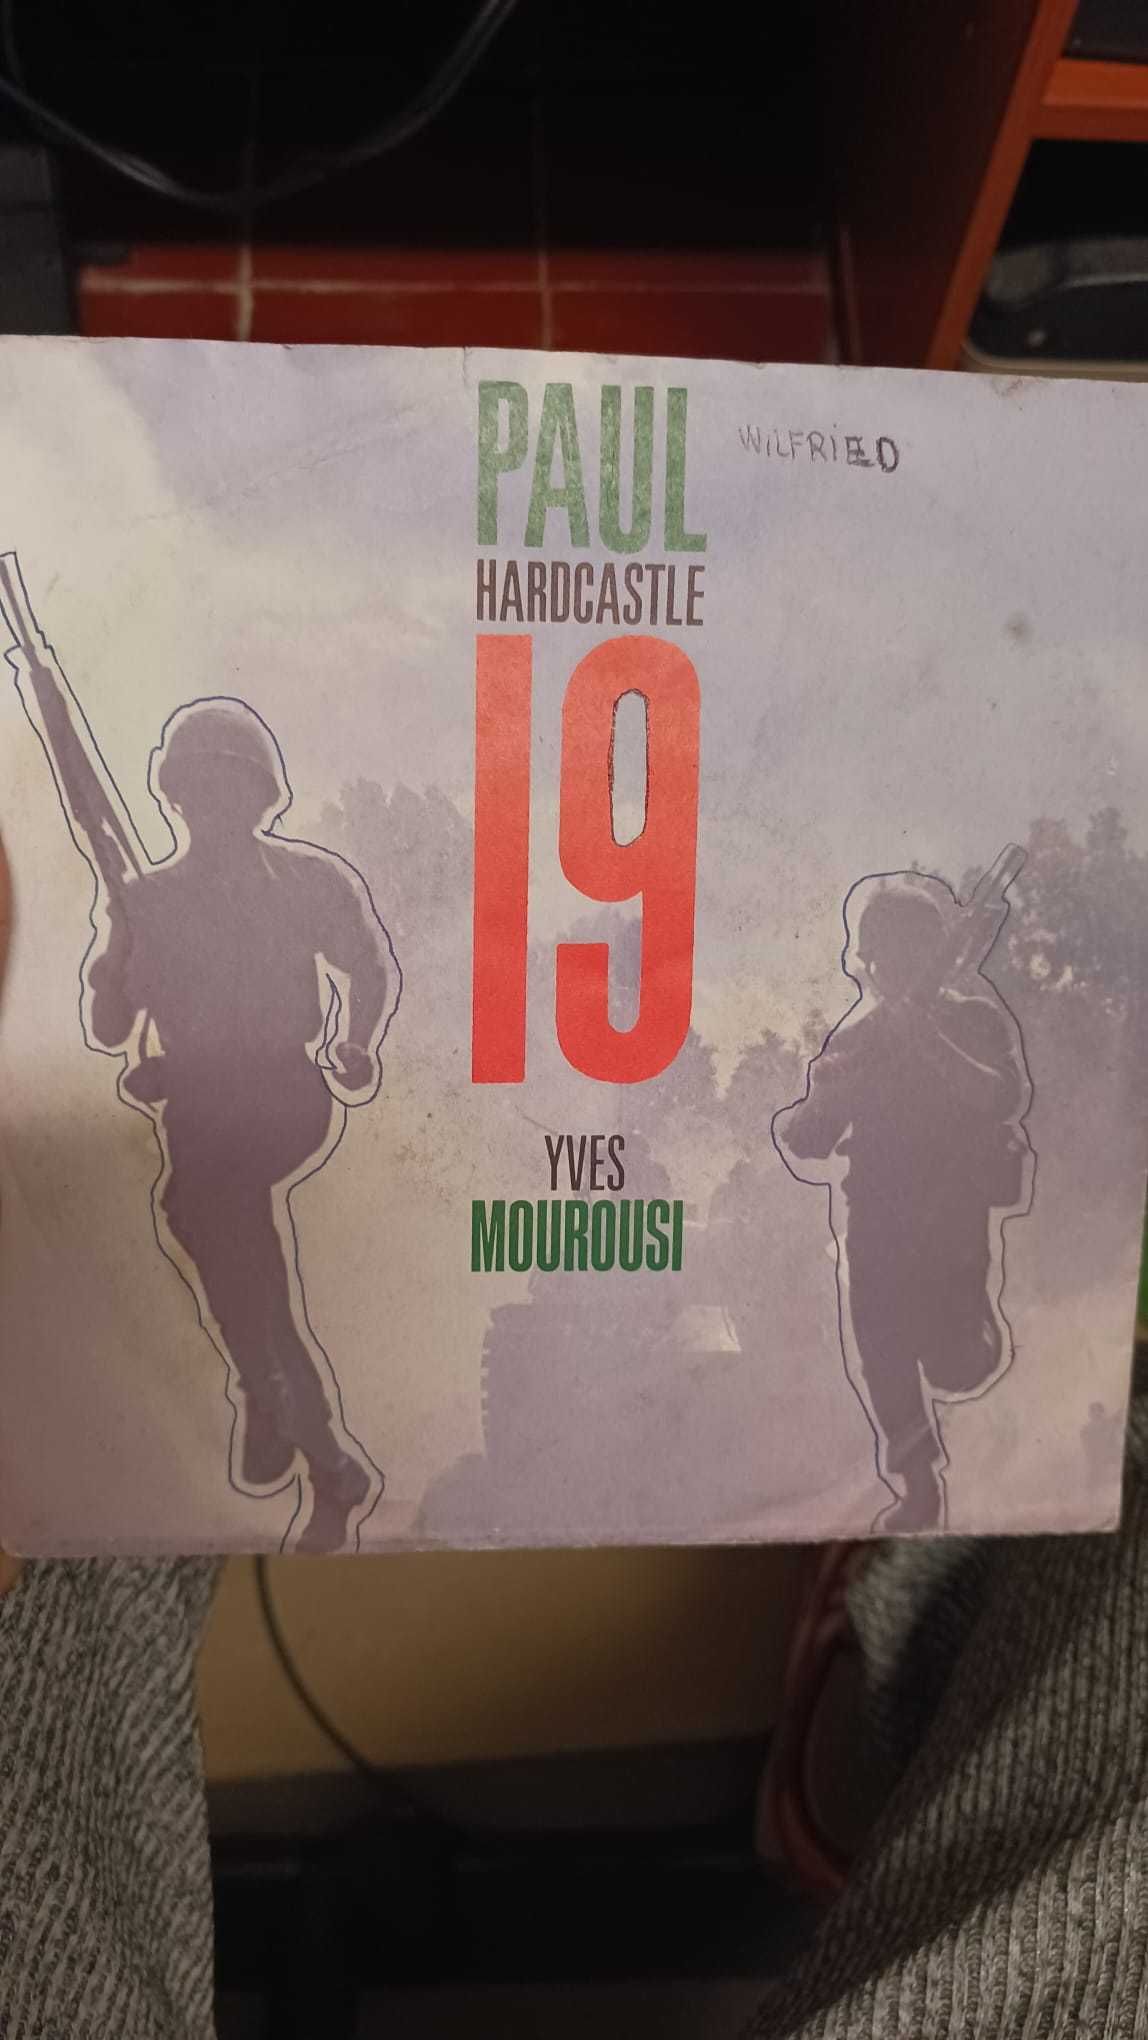 PAUL
WiLFRiED
HARDCASTLE
19
YVES
MOUROUSI